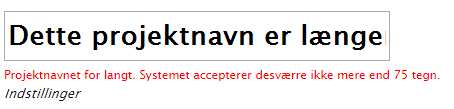 Dette projektnavn er længe
Projektnavnet for langt. Systemet accepterer desværre ikke mere end 75 tegn.
Indstillinger